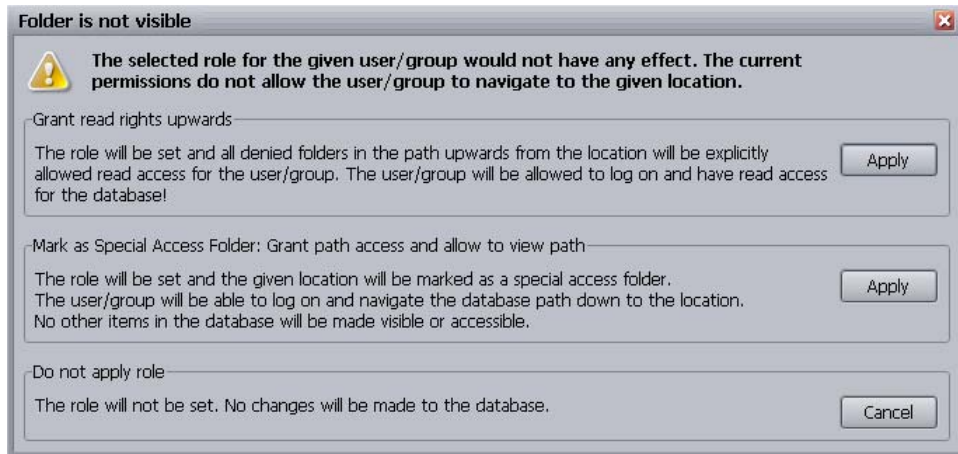 Folder is not visible
The selected role for the given user/group would not have any effect. The current
permissions do not allow the user/group to navigate to the given location.
Grant read rights upwards
The role will be set and all denied folders in the path upwards from the location will be explicitly
allowed read access for the user/group. The user/group will be allowed to log on and have read access
for the database!
Apply
Mark as Special Access Folder: Grant path access and allow to view path
The role will be set and the given location will be marked as a special access folder.
The user/group will be able to log on and navigate the database path down to the location.
No other items in the database will be made visible or accessible.
Apply
Do not apply role
The role will not be set. No changes will be made to the database.
Cancel